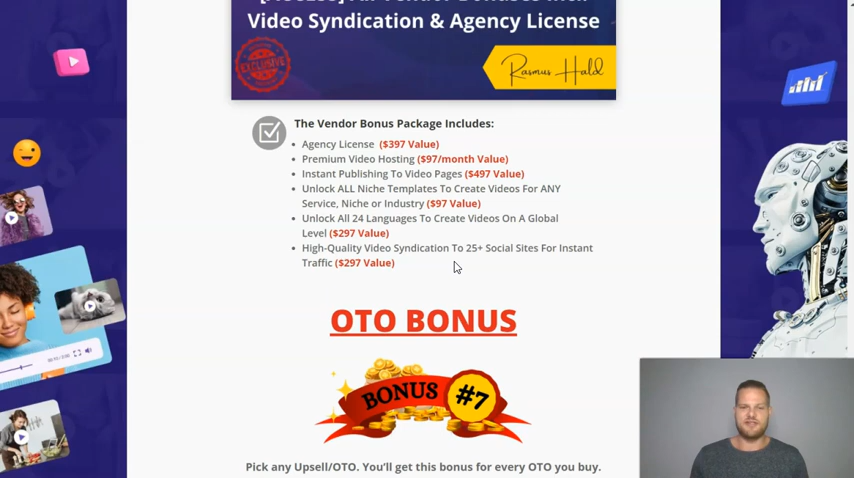 Video Syndication & Agency License
EXCLUSIVE
Rasmus Hald
The Vendor Bonus Package Includes:
Agency License ($397 Value)
Premium Video Hosting ($97/month Value)
Instant Publishing To Video Pages ($497 Value)
Unlock ALL Niche Templates To Create Videos For ANY
Service, Niche or Industry ($97 Value)
Unlock All 24 Languages To Create Videos On A Global
Level ($297 Value)
High-Quality Video Syndication To 25+ Social Sites For Instant
Traffic ($297 Value)
OTO BONUS
BONUS #7
Pick any Upsell/OTO. You'll get this bonus for every OTO you buy.